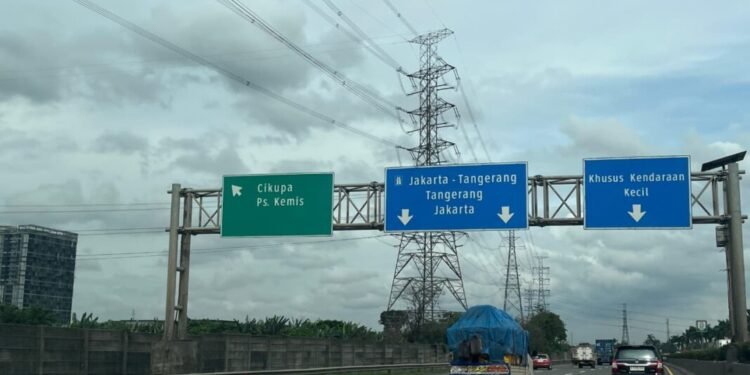 Cikupa
Ps. Kemis
Jakarta - Tangerang
Tangerang
Jakarta
Khusus Kendaraan
Kecil